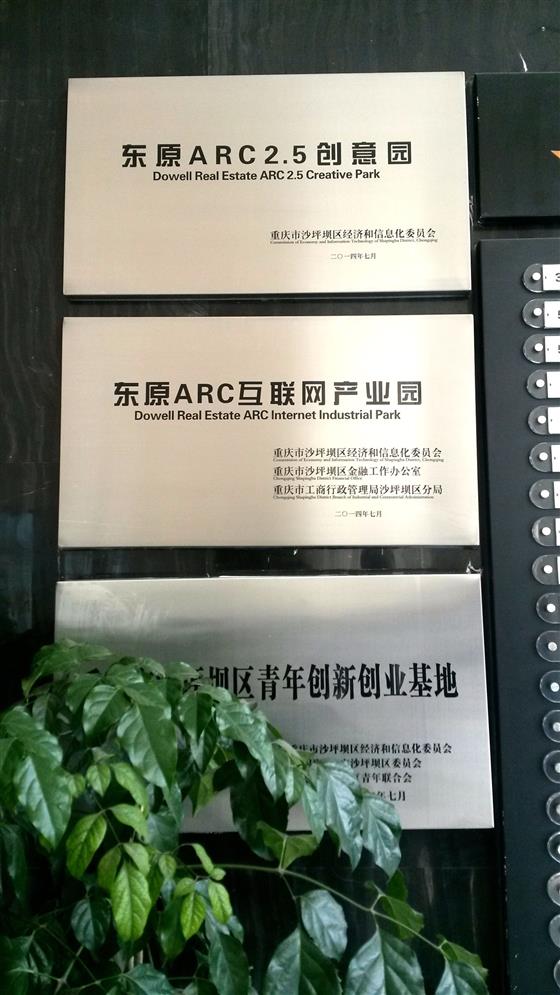 东原ARC2.5创意园
Dowell Real Estate ARC 2.5 Creative Park
重庆市沙坪坝区经济和信息化委员会
Commission of Economy and Information Technology of Shapingba District, Chongqing
二〇一四年七月
东原ARC互联网产业园
Dowell Real Estate ARC Internet Industrial Park
重庆市沙坪坝区经济和信息化委员会
Commission of Economy and Information Technology of Shapingba District, Chongqing
重庆市沙坪坝区金融工作办公室
Chongqing Shapingba District Financial Office
重庆市工商行政管理局沙坪坝区分局
二〇一四年七月
坝区青年创新创业基地
重庆市沙坪坝区经济和信息化委员会
市沙坪坝区委员会
区青年联合会
年七月